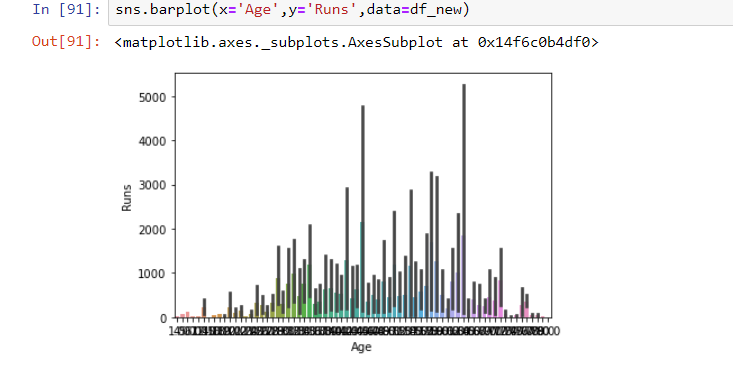 In [91]: sns.barplot(x='Age',y='Runs',data=df_new)
Out[91]: <matplotlib.axes._subplots.AxesSubplot at 0x14f6c0b4df0>
5000
4000
3000
2000
1000
0
Runs
Age